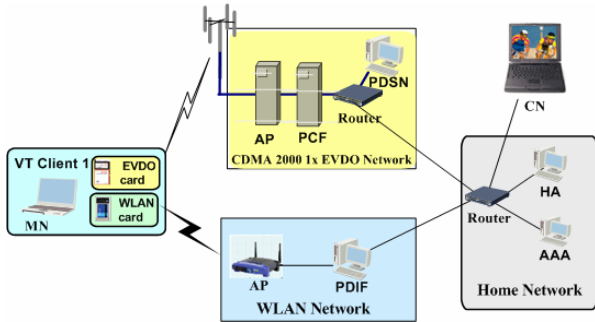 PDSN
AP
PCF
Router
CDMA 2000 1x EVDO Network
CN
VT Client 1
EVDO
card
WLAN
card
MN
HA
Router
AAA
Home Network
AP
PDIF
WLAN Network